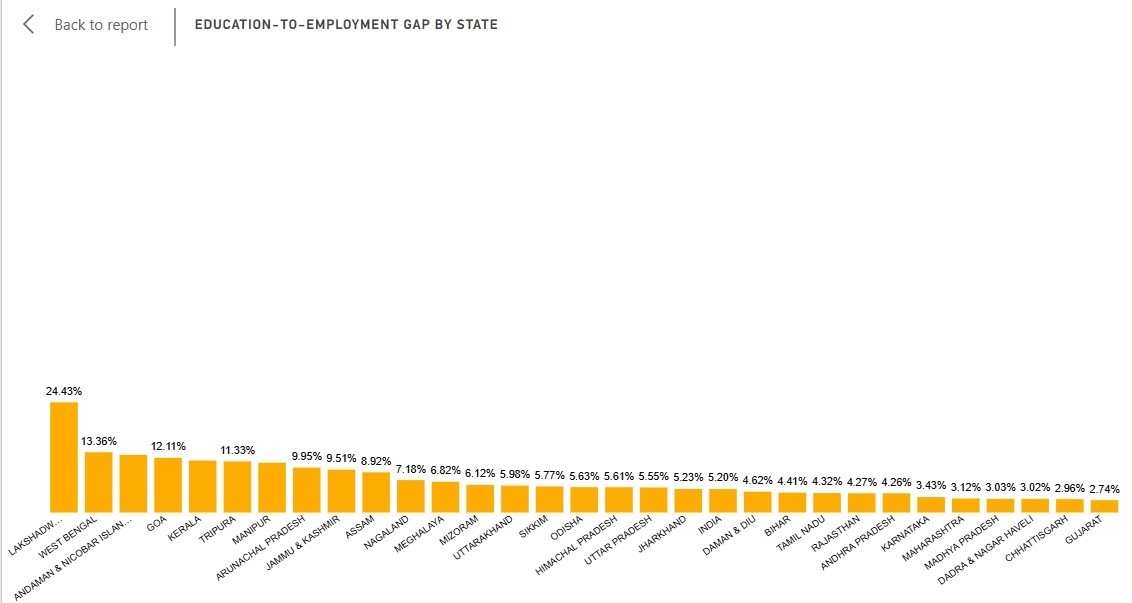 Back to report
EDUCATION-TO-EMPLOYMENT GAP BY STATE
24.43%
13.36%
12.11%
11.33%
9.95%
9.51%
8.92%
7.18%
6.82%
6.12%
5.98%
5.77%
5.63%
5.61%
5.55%
5.23%
5.20%
4.62%
4.41%
4.32%
4.27%
4.26%
3.43%
3.12%
3.03%
3.02%
2.96%
2.74%
LAKSHADW...
WEST BENGAL
ANDAMAN & NICOBAR ISLAN...
GOA
KERALA
TRIPURA
MANIPUR
ARUNACHAL PRADESH
JAMMU & KASHMIR
ASSAM
NAGALAND
MEGHALAYA
MIZORAM
UTTARAKHAND
SIKKIM
ODISHA
HIMACHAL PRADESH
UTTAR PRADESH
JHARKHAND
INDIA
DAMAN & DIU
BIHAR
TAMIL NADU
RAJASTHAN
ANDHRA PRADESH
KARNATAKA
MAHARASHTRA
MADHYA PRADESH
DADRA & NAGAR HAVELI
CHHATTISGARH
GUJARAT